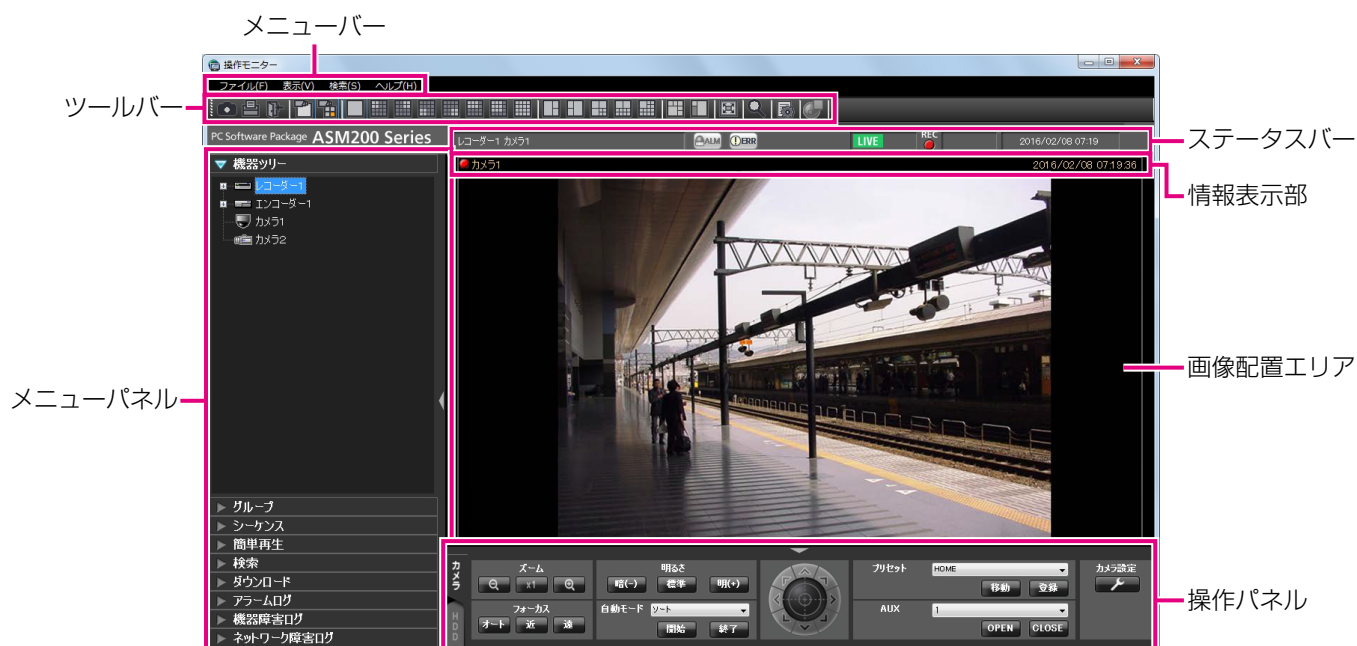 メニューバー
操作モニター
ファイル(F) 表示(V) 検索(S) ヘルプ(H)
ツールバー
PC Software Package ASM200 Series
レコーダー1 カメラ1 ALM ERR LIVE REC 2016/02/08 07:19
ステータスバー
機器ツリー
カメラ1 2016/02/08 07:19:36
情報表示部
レコーダー1
エンコーダー1
カメラ1
カメラ2
画像配置エリア
メニューパネル
グループ
シーケンス
簡単再生
検索
ダウンロード
アラームログ
機器障害ログ
ネットワーク障害ログ
カメラ
HDD
ズーム 明るさ プリセット HOME カメラ設定
x1 暗(-) 標準 明(+) 移動 登録
フォーカス 自動モード ソート AUX 1
オート 近 遠 開始 終了 OPEN CLOSE
操作パネル